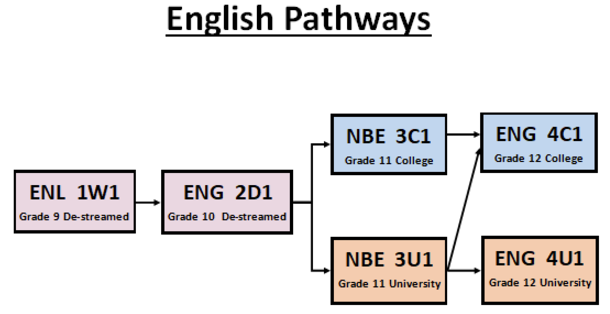 English Pathways
NBE 3C1
Grade 11 College
ENG 4C1
Grade 12 College
ENL 1W1
Grade 9 De-streamed
ENG 2D1
Grade 10 De-streamed
NBE 3U1
Grade 11 University
ENG 4U1
Grade 12 University